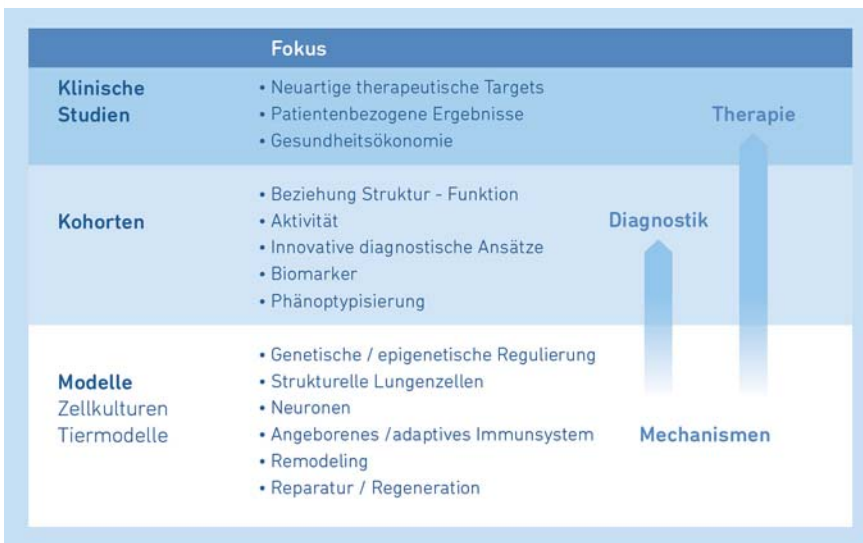 Fokus
Klinische
Studien
• Neuartige therapeutische Targets
• Patientenbezogene Ergebnisse
• Gesundheitsökonomie
Therapie
Kohorten
• Beziehung Struktur - Funktion
• Aktivität
• Innovative diagnostische Ansätze
• Biomarker
• Phänoptypisierung
Diagnostik
Modelle
Zellkulturen
Tiermodelle
• Genetische / epigenetische Regulierung
• Strukturelle Lungenzellen
• Neuronen
• Angeborenes /adaptives Immunsystem
• Remodeling
• Reparatur / Regeneration
Mechanismen